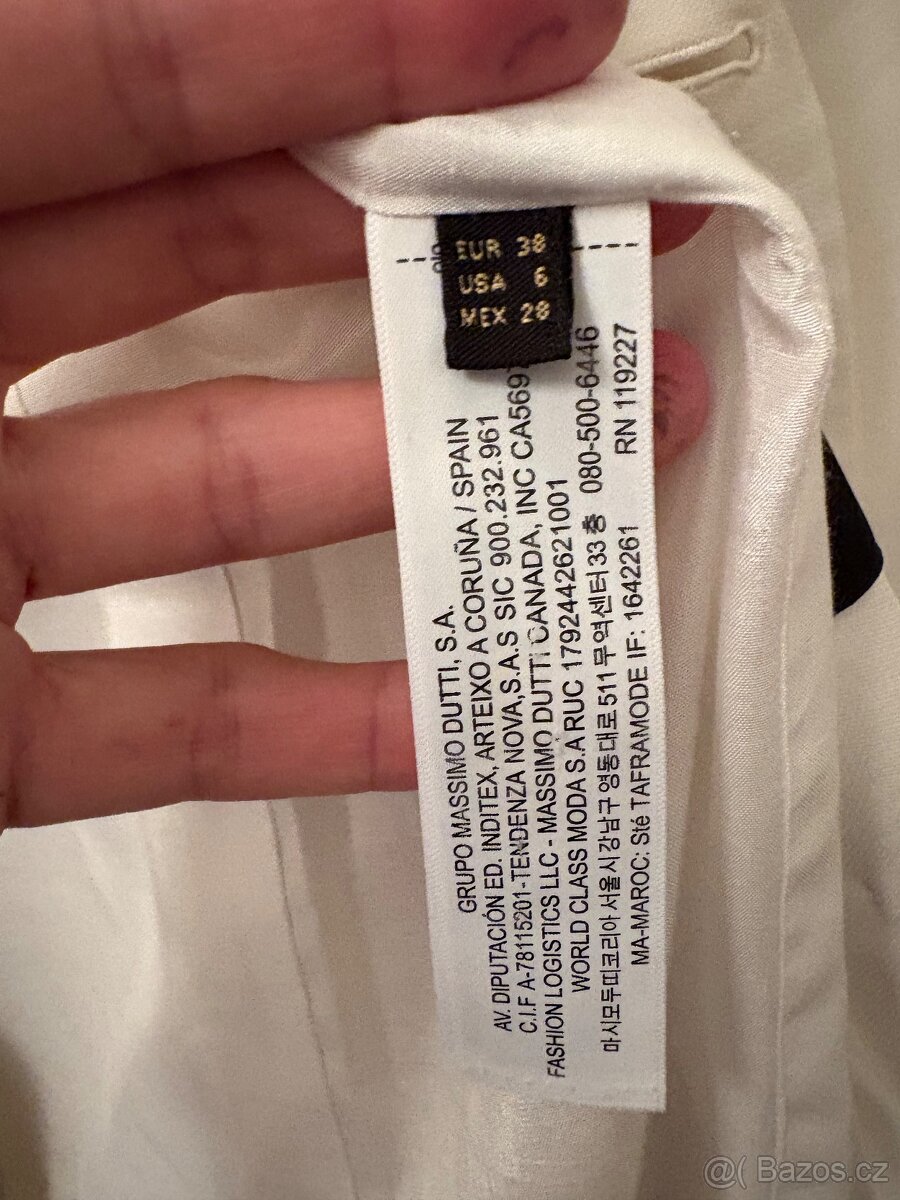 EUR 38
USA 6
MEX 28
GRUPO MASSIMO DUTTI, S.A.
AV. DIPUTACIÓN ED. INDITEX, ARTEIXO A CORUÑA / SPAIN
C.I.F A-78115201-TENDENZA NOVA,S.A.S SIC 900.232.961
FASHION LOGISTICS LLC - MASSIMO DUTTI CANADA, INC CA5697
WORLD CLASS MODA S.A RUC 1792442621001
마시모두띠코리아 서울시강남구 영동대로 511 무역센터 33 층 080-500-6446
MA-MAROC: Sté TAFRAMODE IF: 1642261 RN 119227
@( Bazos.cz